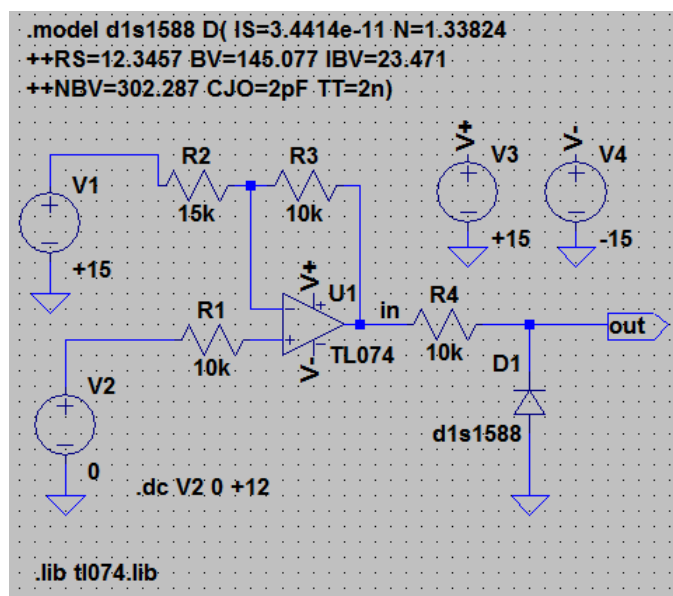 .model d1s1588 D( IS=3.4414e-11 N=1.33824
++RS=12.3457 BV=145.077 IBV=23.471
++NBV=302.287 CJO=2pF TT=2n)
V+
V-
R2
R3
V3
V4
V1
15k
10k
+15
-15
+15
V+
U1
R1
in
R4
out
10k
V-
TL074
10k
D1
V2
d1s1588
0
.dc V2 0 +12
.lib tl074.lib